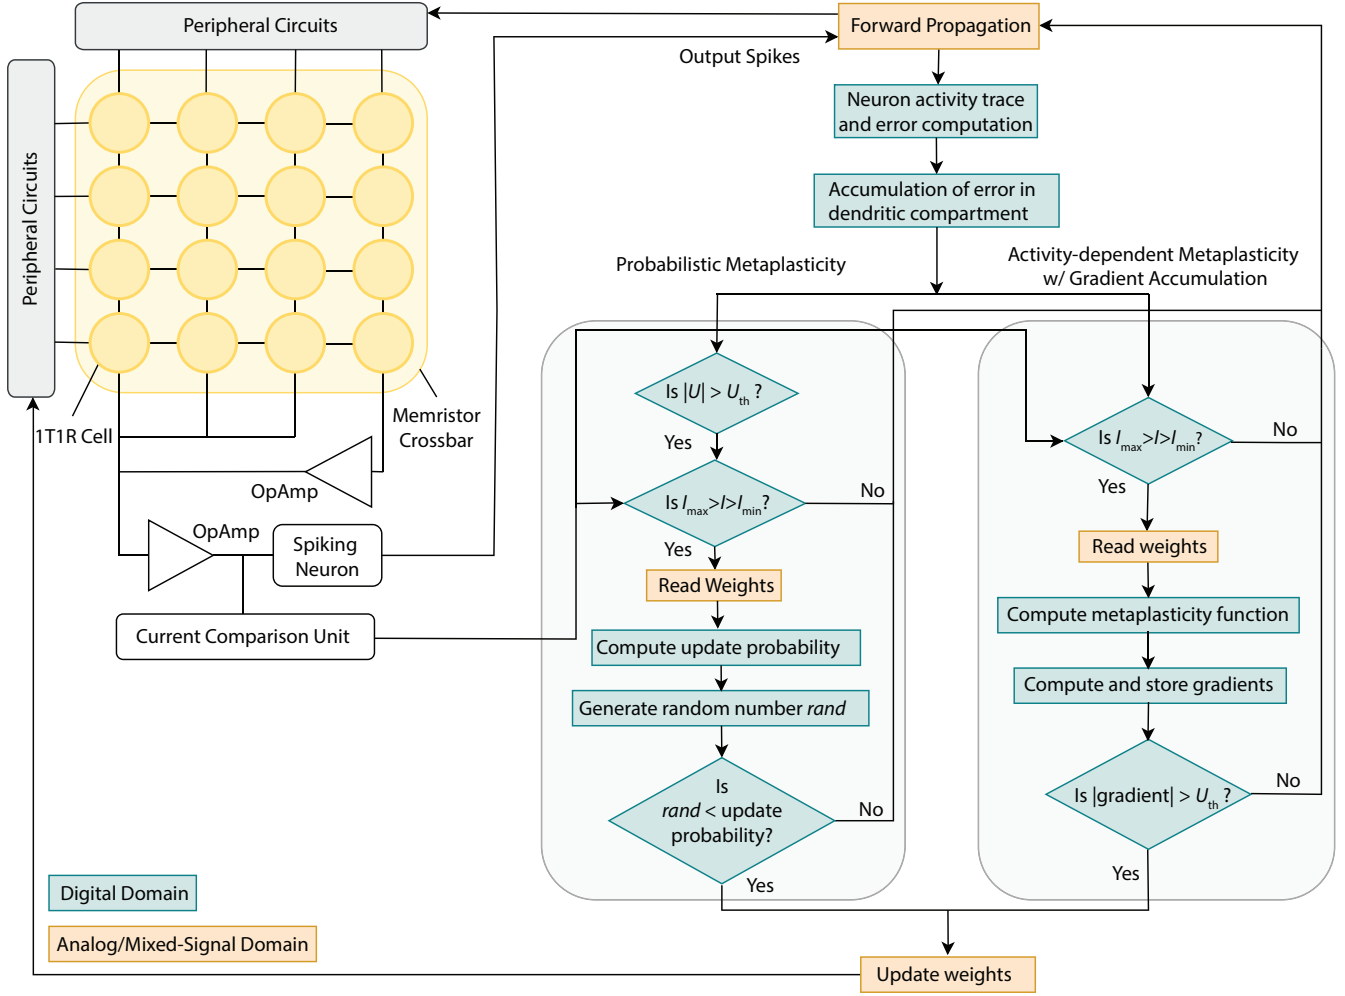 Peripheral Circuits
Forward Propagation
Output Spikes
Neuron activity trace
and error computation
Peripheral Circuits
Accumulation of error in
dendritic compartment
Probabilistic Metaplasticity
Activity-dependent Metaplasticity
w/ Gradient Accumulation
Is |U| > Uth ?
Yes
1T1R Cell
Memristor
Crossbar
OpAmp
Is Imax>I>Imin?
No
Yes
Is Imax>I>Imin?
No
Yes
OpAmp
Spiking
Neuron
Current Comparison Unit
Read Weights
Compute update probability
Generate random number rand
Is
rand < update
probability?
No
Yes
Read weights
Compute metaplasticity function
Compute and store gradients
Is |gradient| > Uth ?
No
Yes
Digital Domain
Analog/Mixed-Signal Domain
Update weights